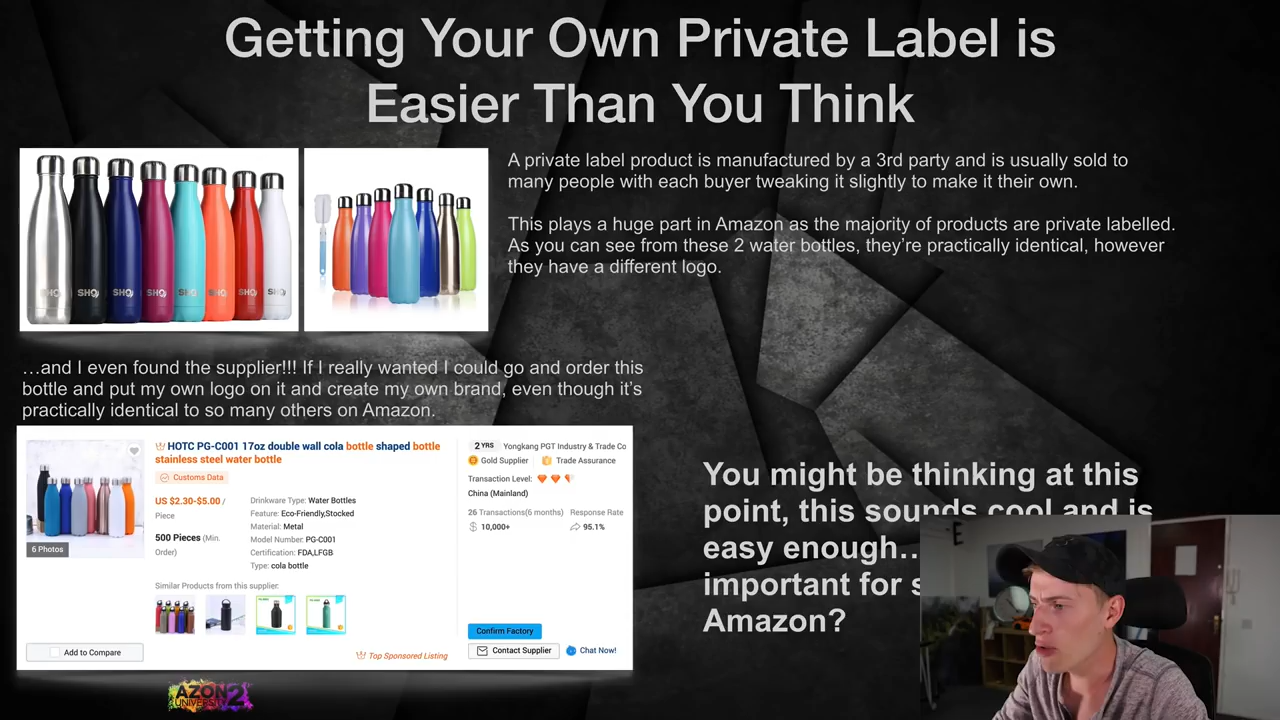 Getting Your Own Private Label is
Easier Than You Think
A private label product is manufactured by a 3rd party and is usually sold to
many people with each buyer tweaking it slightly to make it their own.
This plays a huge part in Amazon as the majority of products are private labelled.
As you can see from these 2 water bottles, they're practically identical, however
they have a different logo.
…and I even found the supplier!!! If I really wanted I could go and order this
bottle and put my own logo on it and create my own brand, even though it's
practically identical to so many others on Amazon.
HOTC PG-C001 17oz double wall cola bottle shaped bottle
stainless steel water bottle
Customs Data
US $2.30-$5.00 /
Piece
500 Pieces (Min.
Order)
6 Photos
Drinkware Type: Water Bottles
Feature: Eco-Friendly,Stocked
Material: Metal
Model Number: PG-C001
Certification: FDA,LFGB
Type: cola bottle
Similar Products from this supplier:
Add to Compare
Top Sponsored Listing
2 YRS Yongkang PGT Industry & Trade Co
Gold Supplier Trade Assurance
Transaction Level:
China (Mainland)
26 Transactions(6 months) Response Rate
$ 10,000+ 95.1%
Confirm Factory
Contact Supplier Chat Now!
You might be thinking at this
point, this sounds cool and is
easy enough…
important for
Amazon?
AZON
UNIVERSITY 2